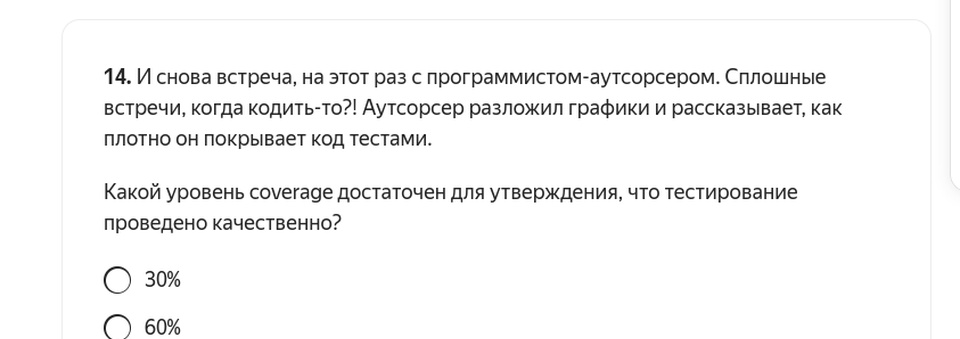 14. И снова встреча, на этот раз с программистом-аутсорсером. Сплошные
встречи, когда кодить-то?! Аутсорсер разложил графики и рассказывает, как
плотно он покрывает код тестами.
Какой уровень coverage достаточен для утверждения, что тестирование
проведено качественно?
30%
60%